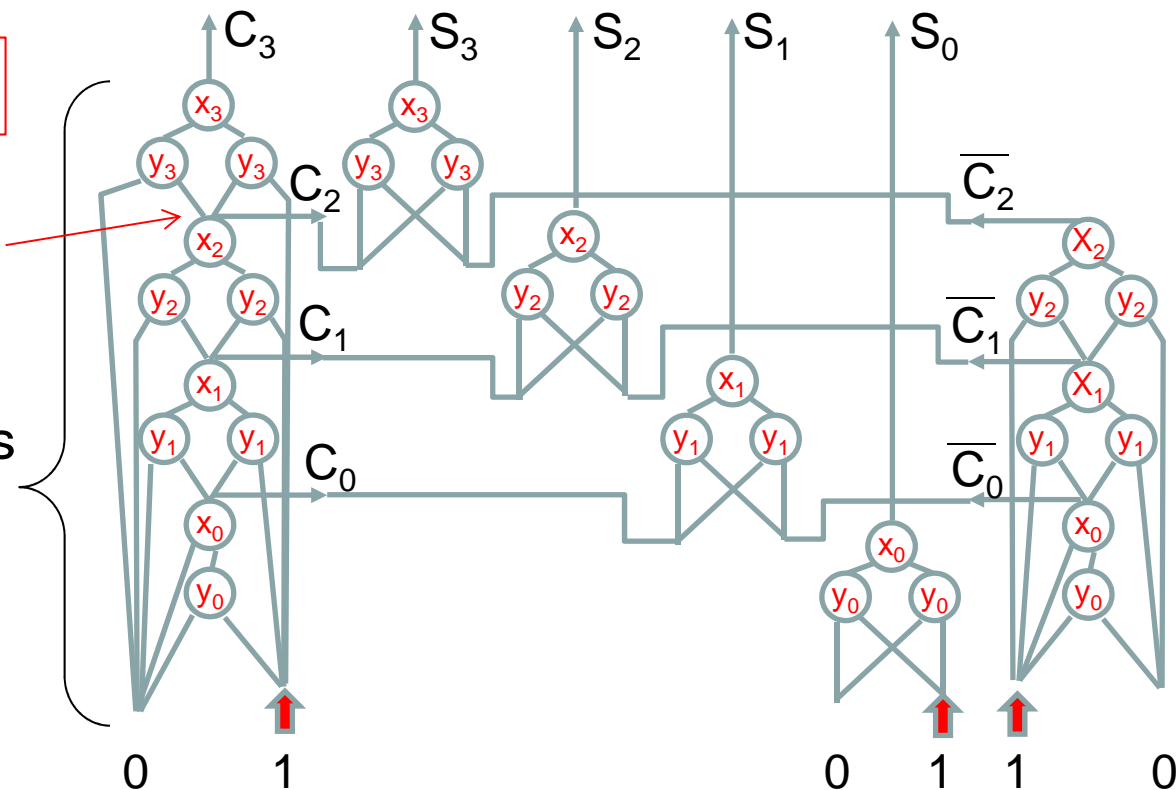 C₃ S₃ S₂ S₁ S₀
x₃ x₃
y₃ y₃ y₃ y₃
C₂ C̅₂
x₂ x₂ X₂
y₂ y₂ y₂ y₂ y₂ y₂
C₁ C̅₁
x₁ x₁ X₁
y₁ y₁ y₁ y₁ y₁ y₁
s
C₀ C̅₀
x₀ x₀ x₀
y₀ y₀ y₀ y₀
0 1 0 1 1 0